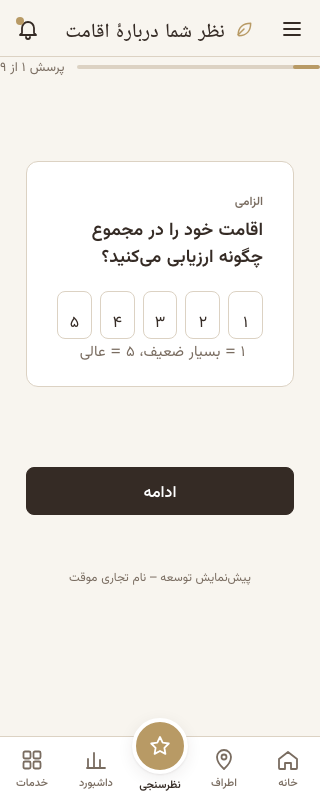 نظر شما دربارهٔ اقامت
پرسش ۱ از ۹
الزامی
اقامت خود را در مجموع
چگونه ارزیابی می‌کنید؟
۱ ۲ ۳ ۴ ۵
۱ = بسیار ضعیف، ۵ = عالی
ادامه
پیش‌نمایش توسعه – نام تجاری موقت
خانه اطراف نظرسنجی داشبورد خدمات